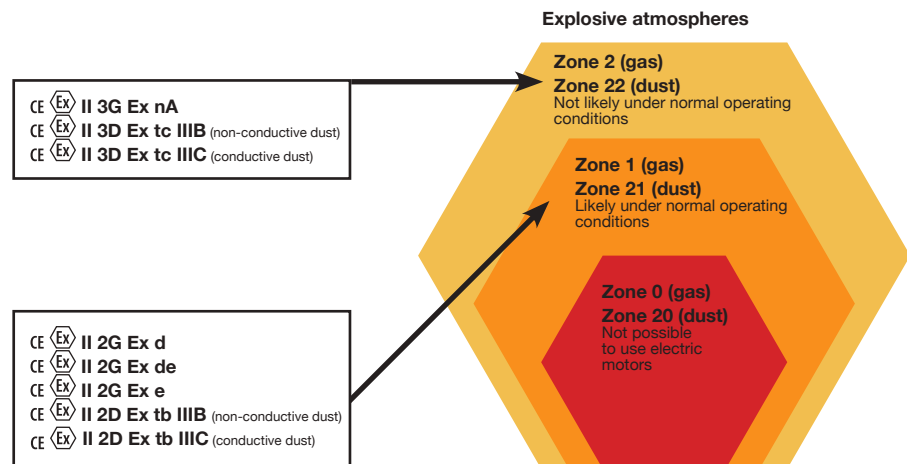 Explosive atmospheres
Zone 2 (gas)
Zone 22 (dust)
Not likely under normal operating
conditions
CE Ex II 3G Ex nA
CE Ex II 3D Ex tc IIIB (non-conductive dust)
CE Ex II 3D Ex tc IIIC (conductive dust)
Zone 1 (gas)
Zone 21 (dust)
Likely under normal operating
conditions
Zone 0 (gas)
Zone 20 (dust)
Not possible
to use electric
motors
CE Ex II 2G Ex d
CE Ex II 2G Ex de
CE Ex II 2G Ex e
CE Ex II 2D Ex tb IIIB (non-conductive dust)
CE Ex II 2D Ex tb IIIC (conductive dust)